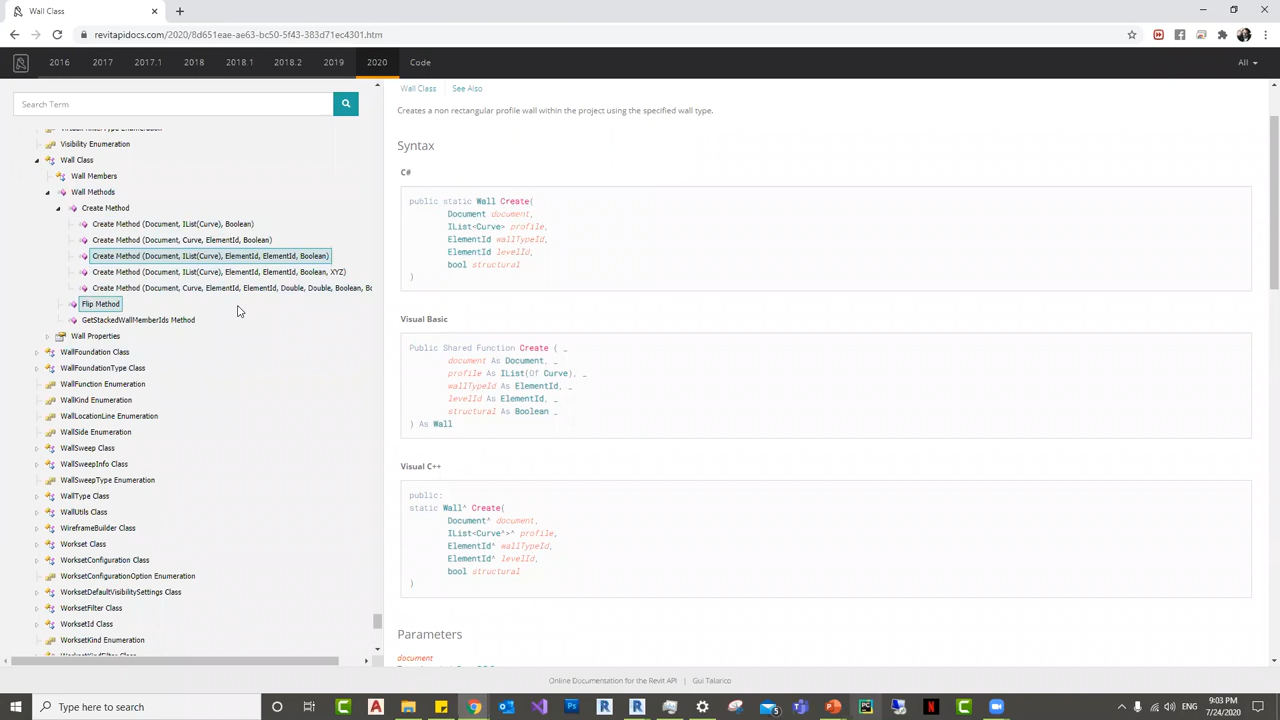 Wall Class
revitapidocs.com/2020/8d651eae-ae63-bc50-5f43-383d71ec4301.htm
2016 2017 2017.1 2018 2018.1 2018.2 2019 2020 Code All
Search Term
Visibility Enumeration
Wall Class
Wall Members
Wall Methods
Create Method
Create Method (Document, IList(Curve), Boolean)
Create Method (Document, Curve, ElementId, Boolean)
Create Method (Document, IList(Curve), ElementId, ElementId, Boolean)
Create Method (Document, IList(Curve), ElementId, ElementId, Boolean, XYZ)
Create Method (Document, Curve, ElementId, ElementId, Double, Double, Boolean, Bo
Flip Method
GetStackedWallMemberIds Method
Wall Properties
WallFoundation Class
WallFoundationType Class
WallFunction Enumeration
WallKind Enumeration
WallLocationLine Enumeration
WallSide Enumeration
WallSweep Class
WallSweepInfo Class
WallSweepType Enumeration
WallType Class
WallUtils Class
WireframeBuilder Class
Workset Class
WorksetConfiguration Class
WorksetConfigurationOption Enumeration
WorksetDefaultVisibilitySettings Class
WorksetFilter Class
WorksetId Class
WorksetKind Enumeration
Wall Class See Also
Creates a non rectangular profile wall within the project using the specified wall type.
Syntax
C#
public static Wall Create(
Document document,
IList<Curve> profile,
ElementId wallTypeId,
ElementId levelId,
bool structural
)
Visual Basic
Public Shared Function Create ( _
document As Document, _
profile As IList(Of Curve), _
wallTypeId As ElementId, _
levelId As ElementId, _
structural As Boolean _
) As Wall
Visual C++
public:
static Wall^ Create(
Document^ document,
IList<Curve^>^ profile,
ElementId^ wallTypeId,
ElementId^ levelId,
bool structural
)
Parameters
document
Online Documentation for the Revit API | Gui Talarico
Type here to search
9:03 PM
7/24/2020